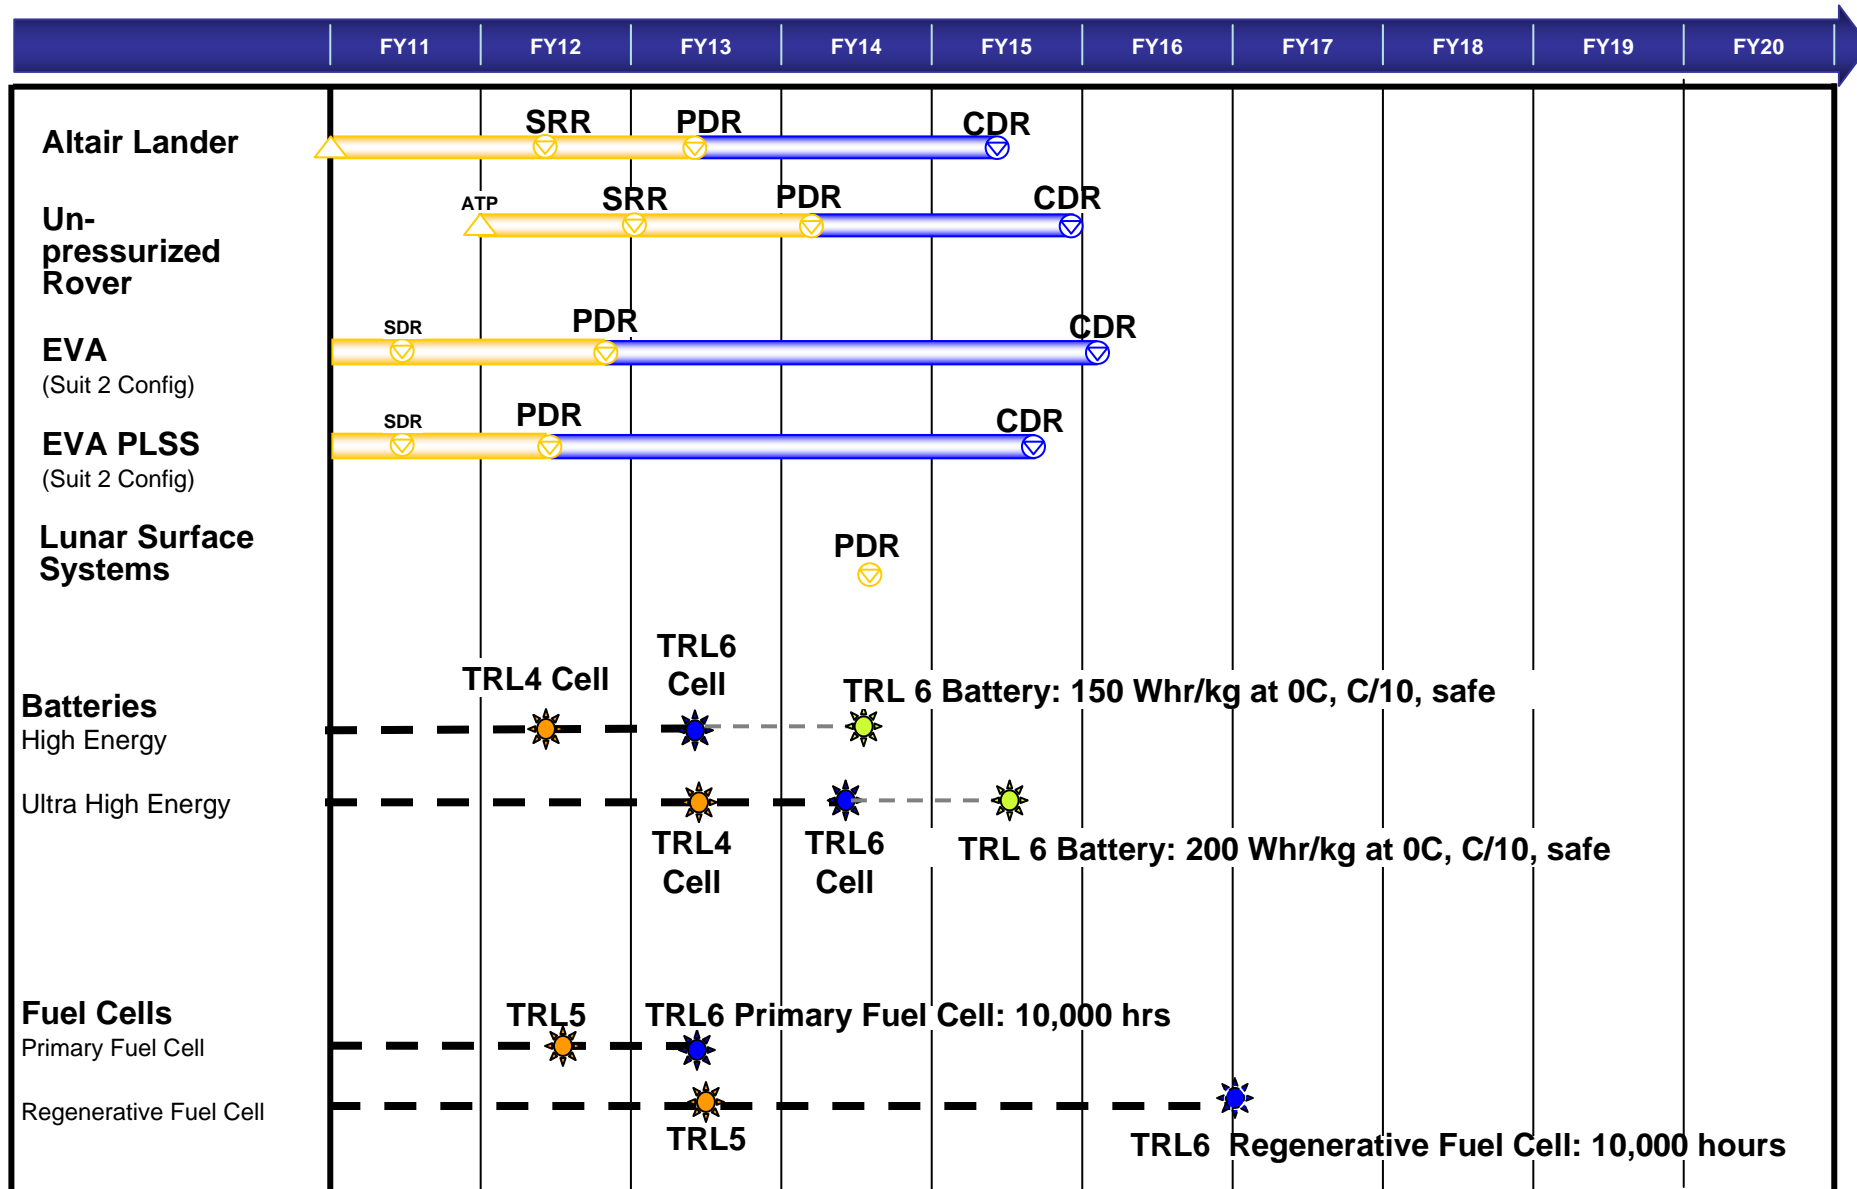 FY11 FY12 FY13 FY14 FY15 FY16 FY17 FY18 FY19 FY20
Altair Lander
SRR PDR CDR
Un-
pressurized
Rover
ATP SRR PDR CDR
EVA
(Suit 2 Config)
SDR PDR CDR
EVA PLSS
(Suit 2 Config)
SDR PDR CDR
Lunar Surface
Systems
PDR
Batteries
High Energy
TRL4 Cell
TRL6
Cell
TRL 6 Battery: 150 Whr/kg at 0C, C/10, safe
Ultra High Energy
TRL4
Cell
TRL6
Cell
TRL 6 Battery: 200 Whr/kg at 0C, C/10, safe
Fuel Cells
Primary Fuel Cell
TRL5
TRL6 Primary Fuel Cell: 10,000 hrs
Regenerative Fuel Cell
TRL5
TRL6 Regenerative Fuel Cell: 10,000 hours